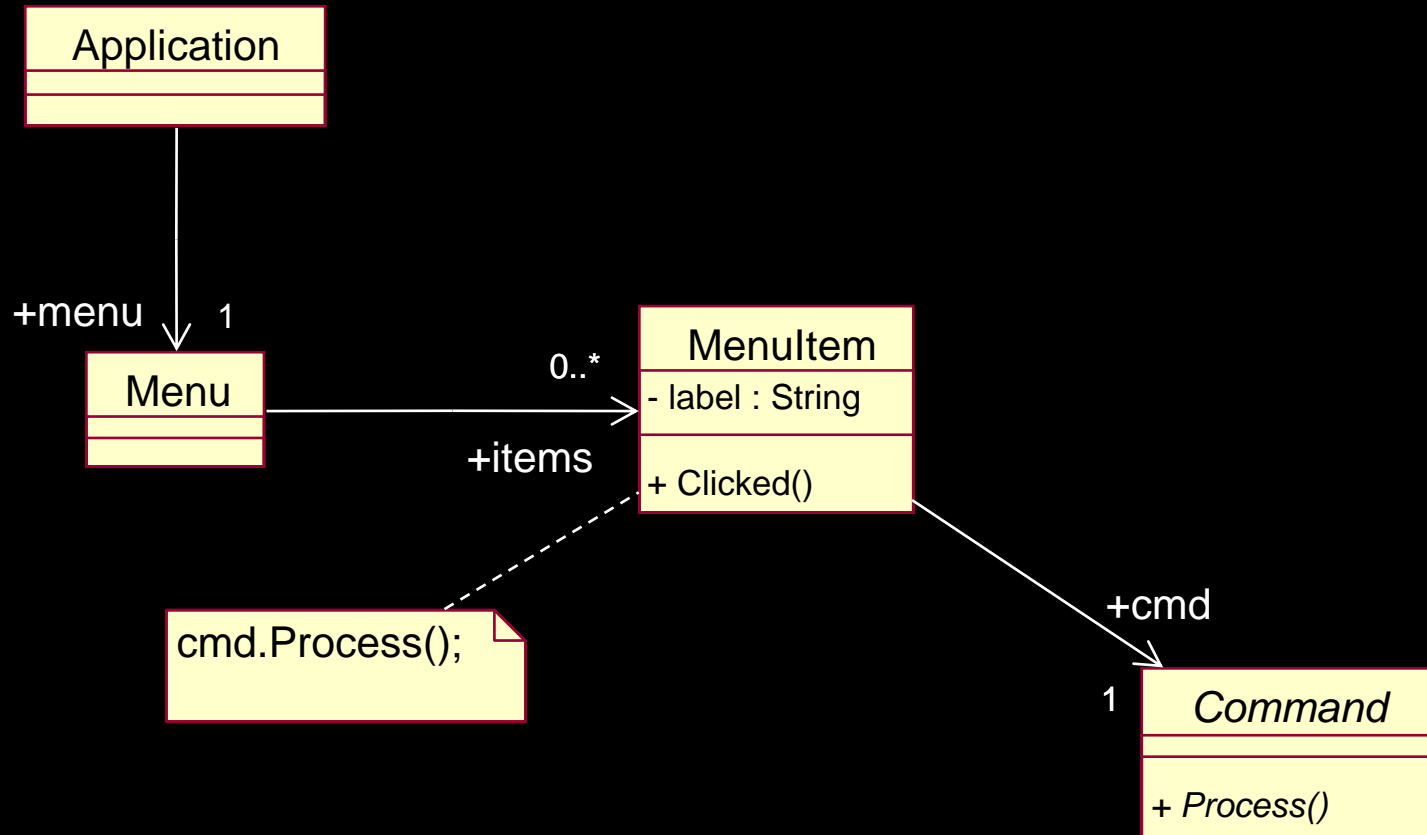 Application
+menu
1
Menu
0..*
+items
MenuItem
- label : String
+ Clicked()
cmd.Process();
+cmd
1
Command
+ Process()